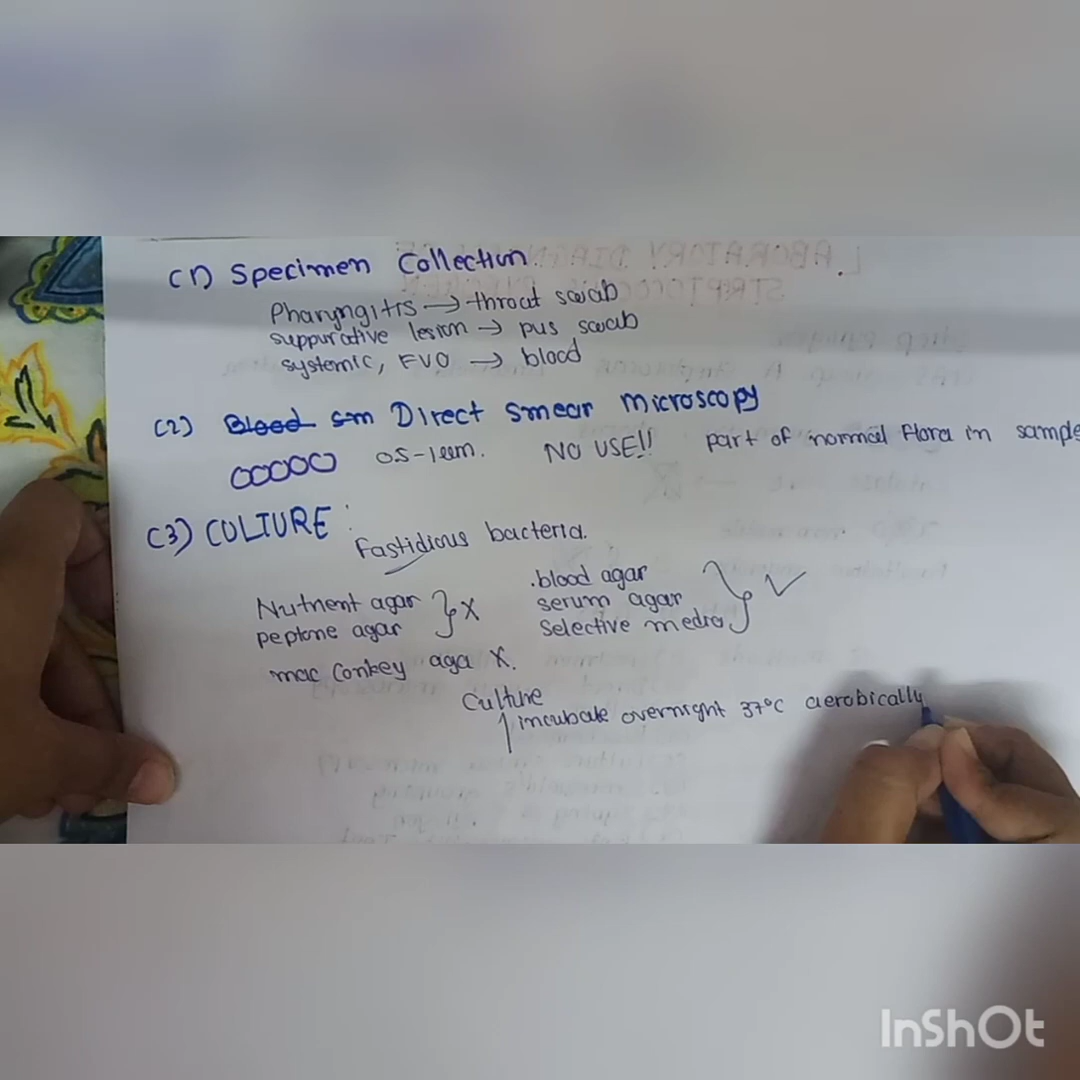 (1) Specimen Collection
Pharyngitis → throat swab
suppurative lesion → pus swab
systemic, FVO → blood
(2) Blood sm Direct smear microscopy
0.5-1 NO USE!! part of normal flora in sample
(3) CULTURE :
Fastidious bacteria.
Nutrient agar
peptone agar
} X
.blood agar
serum agar
selective media
} ✓
mac Conkey aga X.
Culture
incubate overnight 37°C aerobically
InShOt